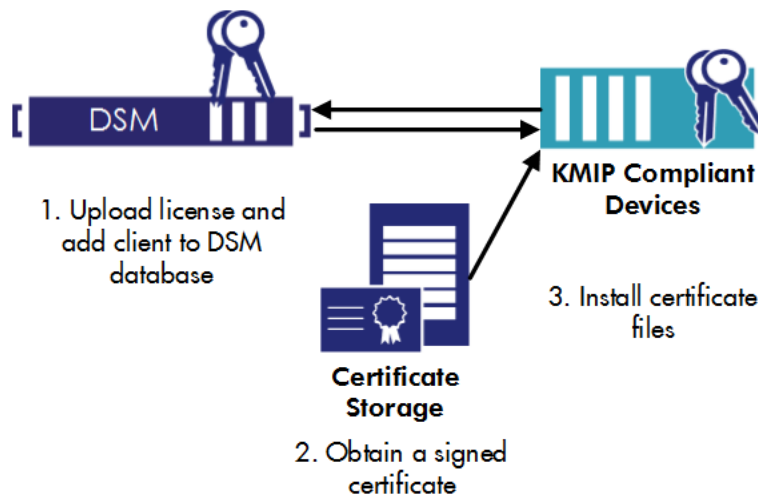 DSM
KMIP Compliant
Devices
1. Upload license and
add client to DSM
database
3. Install certificate
files
Certificate
Storage
2. Obtain a signed
certificate